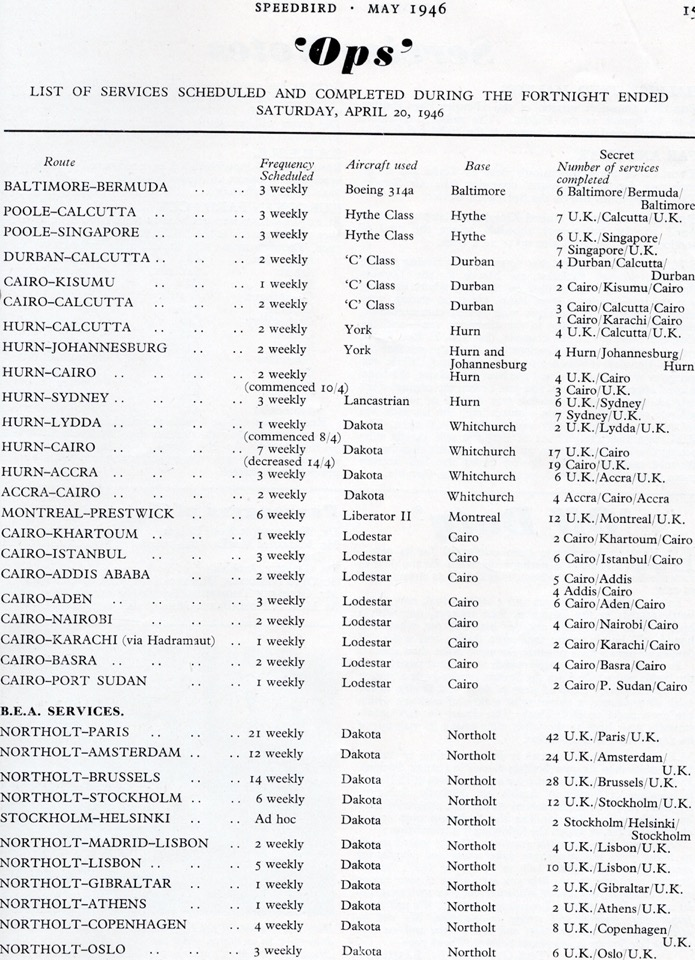 SPEEDBIRD · MAY 1946
‘Ops’
LIST OF SERVICES SCHEDULED AND COMPLETED DURING THE FORTNIGHT ENDED
SATURDAY, APRIL 20, 1946
Secret
Route Frequency Aircraft used Base Number of services
Scheduled completed
BALTIMORE–BERMUDA .. .. 3 weekly Boeing 314a Baltimore 6 Baltimore/Bermuda/
Baltimore
POOLE–CALCUTTA .. .. .. 3 weekly Hythe Class Hythe 7 U.K./Calcutta/U.K.
POOLE–SINGAPORE .. .. .. 3 weekly Hythe Class Hythe 6 U.K./Singapore/
7 Singapore/U.K.
DURBAN–CALCUTTA .. .. .. 2 weekly ‘C’ Class Durban 4 Durban/Calcutta/
Durban
CAIRO–KISUMU .. .. 1 weekly ‘C’ Class Durban 2 Cairo/Kisumu/Cairo
CAIRO–CALCUTTA .. .. 2 weekly ‘C’ Class Durban 3 Cairo/Calcutta/Cairo
1 Cairo/Karachi/Cairo
HURN–CALCUTTA .. .. 2 weekly York Hurn 4 U.K./Calcutta/U.K.
HURN–JOHANNESBURG .. .. 2 weekly York Hurn and 4 Hurn/Johannesburg/
Johannesburg Hurn
HURN–CAIRO .. .. .. 2 weekly Hurn 4 U.K./Cairo
(commenced 10/4) 3 Cairo/U.K.
HURN–SYDNEY .. .. .. 3 weekly Lancastrian Hurn 6 U.K./Sydney/
7 Sydney/U.K.
HURN–LYDDA .. .. .. 1 weekly Dakota Whitchurch 2 U.K./Lydda/U.K.
(commenced 8/4)
HURN–CAIRO .. .. .. 7 weekly Dakota Whitchurch 17 U.K./Cairo
(decreased 14/4) 19 Cairo/U.K.
HURN–ACCRA .. .. .. 3 weekly Dakota Whitchurch 6 U.K./Accra/U.K.
ACCRA–CAIRO .. .. .. 2 weekly Dakota Whitchurch 4 Accra/Cairo/Accra
MONTREAL–PRESTWICK .. .. 6 weekly Liberator II Montreal 12 U.K./Montreal/U.K.
CAIRO–KHARTOUM .. .. .. 1 weekly Lodestar Cairo 2 Cairo/Khartoum/Cairo
CAIRO–ISTANBUL .. .. 3 weekly Lodestar Cairo 6 Cairo/Istanbul/Cairo
CAIRO–ADDIS ABABA .. .. 2 weekly Lodestar Cairo 5 Cairo/Addis
4 Addis/Cairo
CAIRO–ADEN .. .. .. 3 weekly Lodestar Cairo 6 Cairo/Aden/Cairo
CAIRO–NAIROBI .. .. 2 weekly Lodestar Cairo 4 Cairo/Nairobi/Cairo
CAIRO–KARACHI (via Hadramaut) .. 1 weekly Lodestar Cairo 2 Cairo/Karachi/Cairo
CAIRO–BASRA .. .. .. 2 weekly Lodestar Cairo 4 Cairo/Basra/Cairo
CAIRO–PORT SUDAN .. .. 1 weekly Lodestar Cairo 2 Cairo/P. Sudan/Cairo
B.E.A. SERVICES.
NORTHOLT–PARIS .. .. .. 21 weekly Dakota Northolt 42 U.K./Paris/U.K.
NORTHOLT–AMSTERDAM .. .. 12 weekly Dakota Northolt 24 U.K./Amsterdam/
U.K.
NORTHOLT–BRUSSELS .. .. 14 weekly Dakota Northolt 28 U.K./Brussels/U.K.
NORTHOLT–STOCKHOLM .. .. 6 weekly Dakota Northolt 12 U.K./Stockholm/U.K.
STOCKHOLM–HELSINKI .. .. Ad hoc Dakota Northolt 2 Stockholm/Helsinki/
Stockholm
NORTHOLT–MADRID–LISBON .. 2 weekly Dakota Northolt 4 U.K./Lisbon/U.K.
NORTHOLT–LISBON .. .. .. 5 weekly Dakota Northolt 10 U.K./Lisbon/U.K.
NORTHOLT–GIBRALTAR .. .. 1 weekly Dakota Northolt 2 U.K./Gibraltar/U.K.
NORTHOLT–ATHENS .. .. 1 weekly Dakota Northolt 2 U.K./Athens/U.K.
NORTHOLT–COPENHAGEN .. .. 4 weekly Dakota Northolt 8 U.K./Copenhagen/
U.K.
NORTHOLT–OSLO .. .. .. 3 weekly Dakota Northolt 6 U.K./Oslo/U.K.